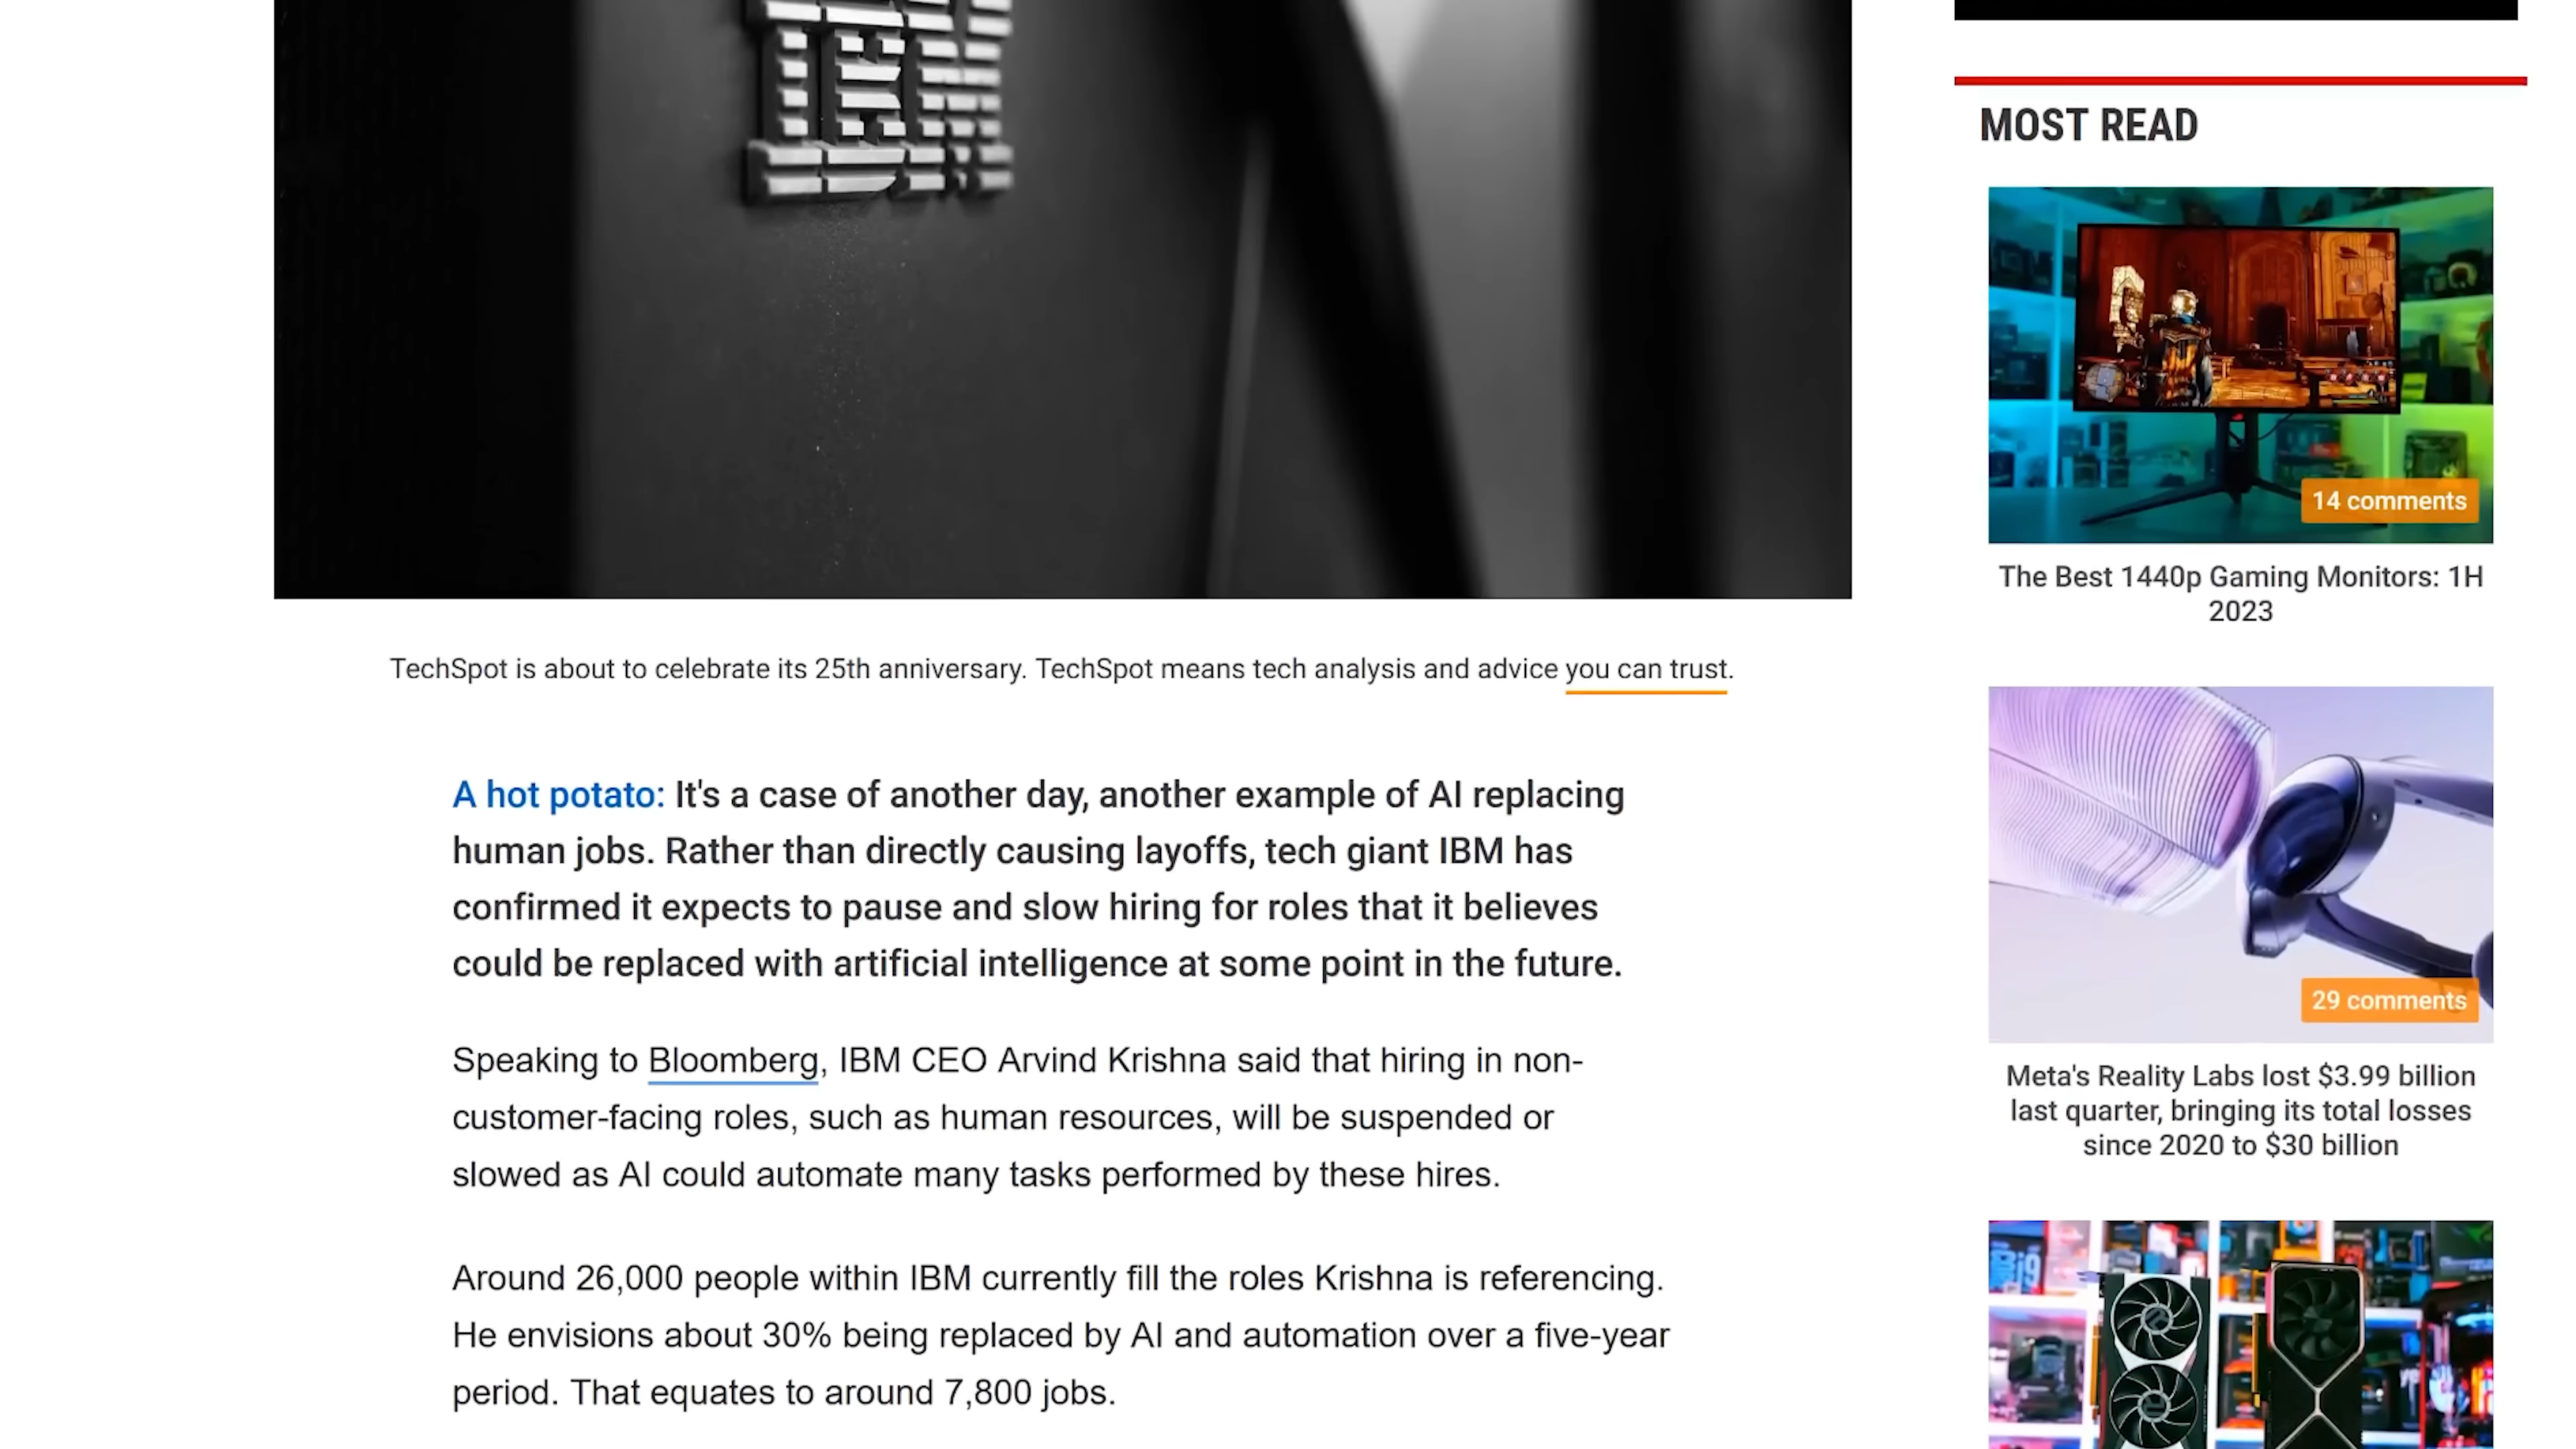 IBM
MOST READ
14 comments
The Best 1440p Gaming Monitors: 1H
2023
TechSpot is about to celebrate its 25th anniversary. TechSpot means tech analysis and advice you can trust.
A hot potato: It's a case of another day, another example of AI replacing
human jobs. Rather than directly causing layoffs, tech giant IBM has
confirmed it expects to pause and slow hiring for roles that it believes
could be replaced with artificial intelligence at some point in the future.
Speaking to Bloomberg, IBM CEO Arvind Krishna said that hiring in non-
customer-facing roles, such as human resources, will be suspended or
slowed as AI could automate many tasks performed by these hires.
Around 26,000 people within IBM currently fill the roles Krishna is referencing.
He envisions about 30% being replaced by AI and automation over a five-year
period. That equates to around 7,800 jobs.
29 comments
Meta's Reality Labs lost $3.99 billion
last quarter, bringing its total losses
since 2020 to $30 billion